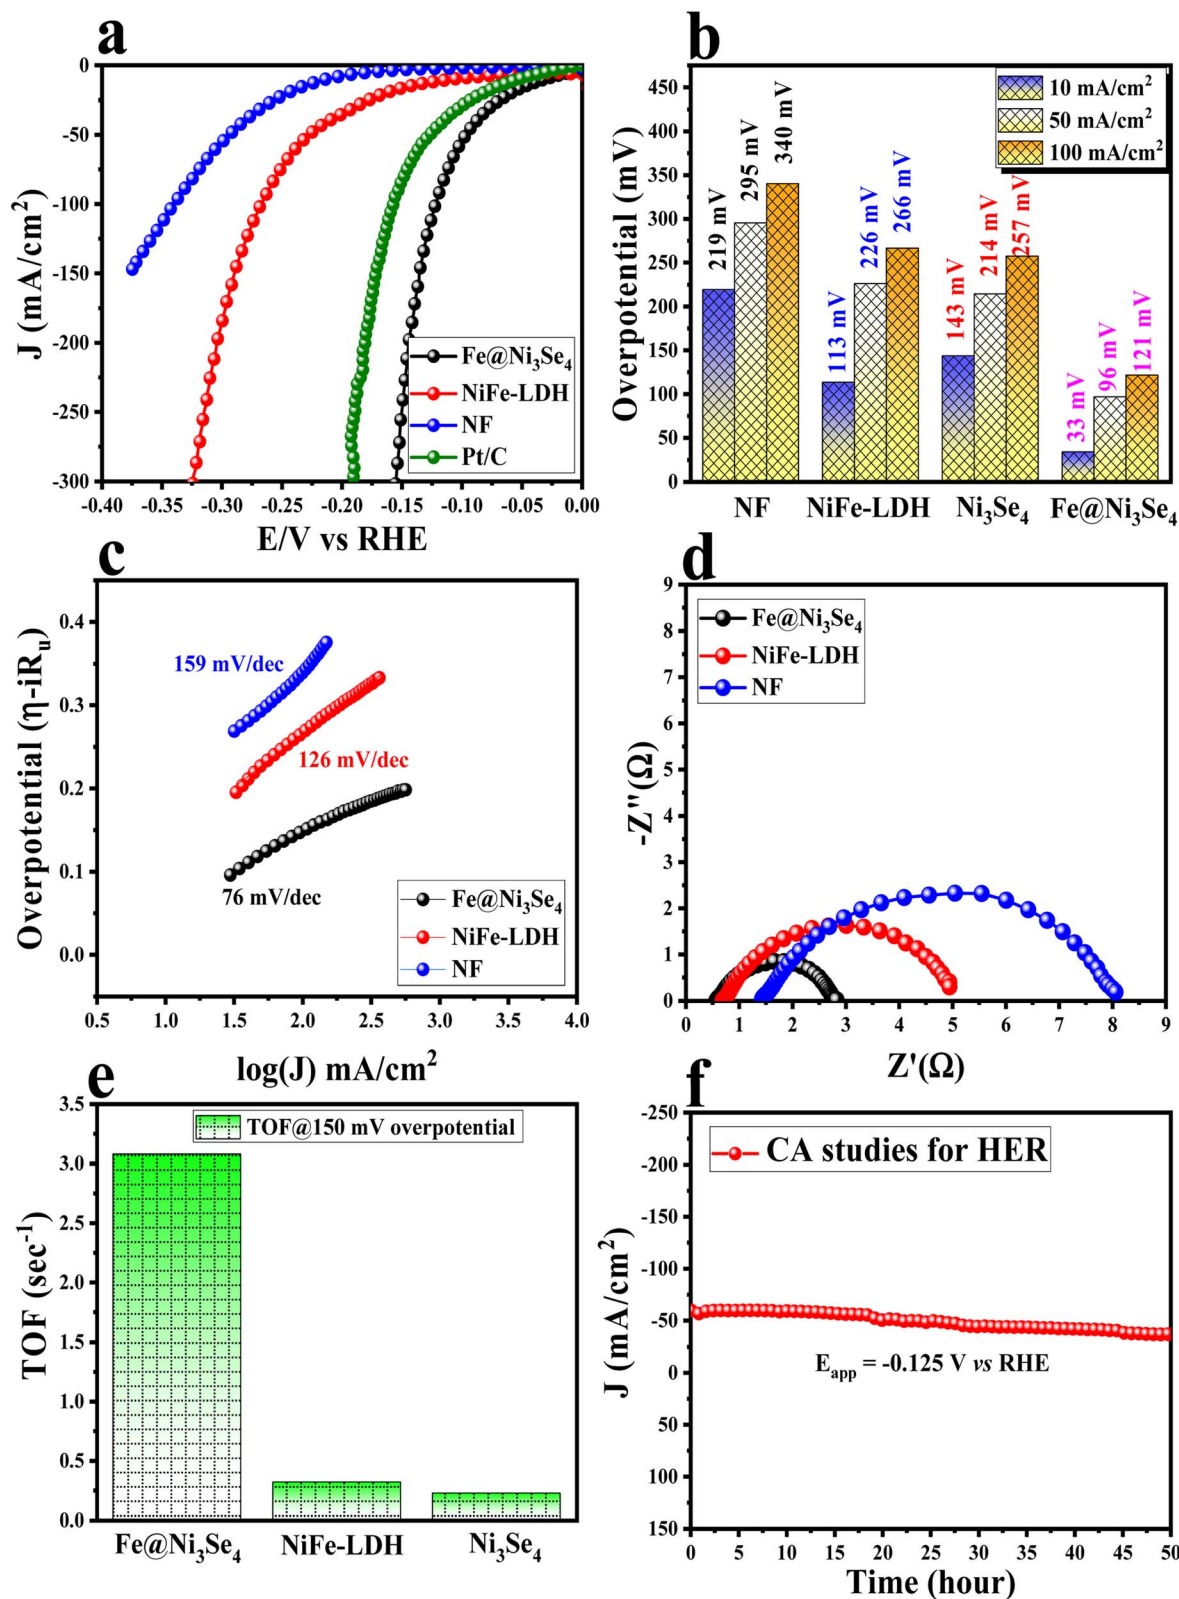 a
J (mA/cm²)
0
-50
-100
-150
-200
-250
-300
-0.40 -0.35 -0.30 -0.25 -0.20 -0.15 -0.10 -0.05 0.00
E/V vs RHE
Fe@Ni₃Se₄
NiFe-LDH
NF
Pt/C
b
Overpotential (mV)
450
400
350
300
250
200
150
100
50
0
10 mA/cm²
50 mA/cm²
100 mA/cm²
219 mV
295 mV
340 mV
113 mV
226 mV
266 mV
143 mV
214 mV
257 mV
33 mV
96 mV
121 mV
NF NiFe-LDH Ni₃Se₄ Fe@Ni₃Se₄
c
Overpotential (η-iRᵤ)
0.4
0.3
0.2
0.1
0.0
159 mV/dec
126 mV/dec
76 mV/dec
Fe@Ni₃Se₄
NiFe-LDH
NF
0.5 1.0 1.5 2.0 2.5 3.0 3.5 4.0
log(J) mA/cm²
d
-Z"(Ω)
9
8
7
6
5
4
3
2
1
0
Fe@Ni₃Se₄
NiFe-LDH
NF
0 1 2 3 4 5 6 7 8 9
Z'(Ω)
e
TOF (sec⁻¹)
3.5
3.0
2.5
2.0
1.5
1.0
0.5
0.0
TOF@150 mV overpotential
Fe@Ni₃Se₄ NiFe-LDH Ni₃Se₄
f
J (mA/cm²)
-250
-200
-150
-100
-50
0
50
100
150
CA studies for HER
E_app = -0.125 V vs RHE
0 5 10 15 20 25 30 35 40 45 50
Time (hour)